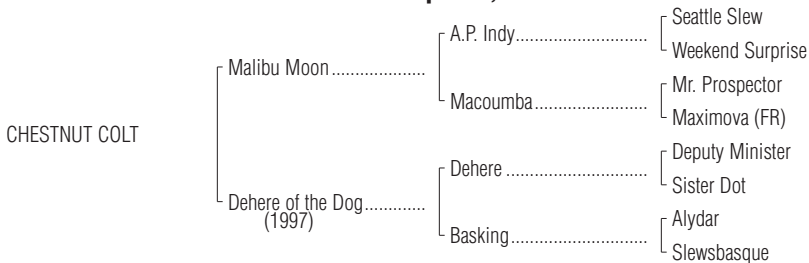 Seattle Slew
A.P. Indy
Weekend Surprise
Malibu Moon
Mr. Prospector
Macoumba
Maximova (FR)
CHESTNUT COLT
Deputy Minister
Dehere
Sister Dot
Dehere of the Dog
(1997)
Alydar
Basking
Slewsbasque